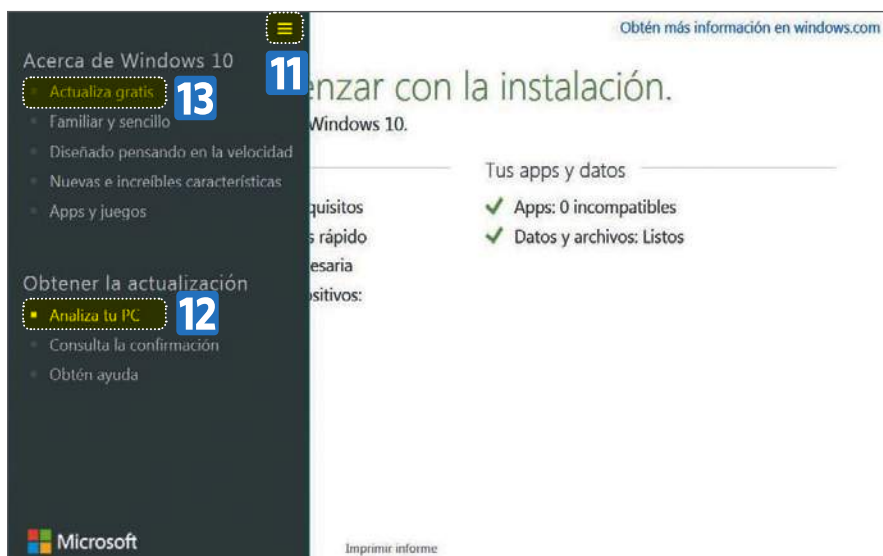 Obtén más información en windows.com
11
Acerca de Windows 10
Actualiza gratis
13
Familiar y sencillo
Diseñado pensando en la velocidad
Nuevas e increíbles características
Apps y juegos
Obtener la actualización
Analiza tu PC
12
Consulta la confirmación
Obtén ayuda
Microsoft
enzar con la instalación.
Windows 10.
quisitos
s rápido
esaria
ositivos:
Tus apps y datos
Apps: 0 incompatibles
Datos y archivos: Listos
Imprimir informe